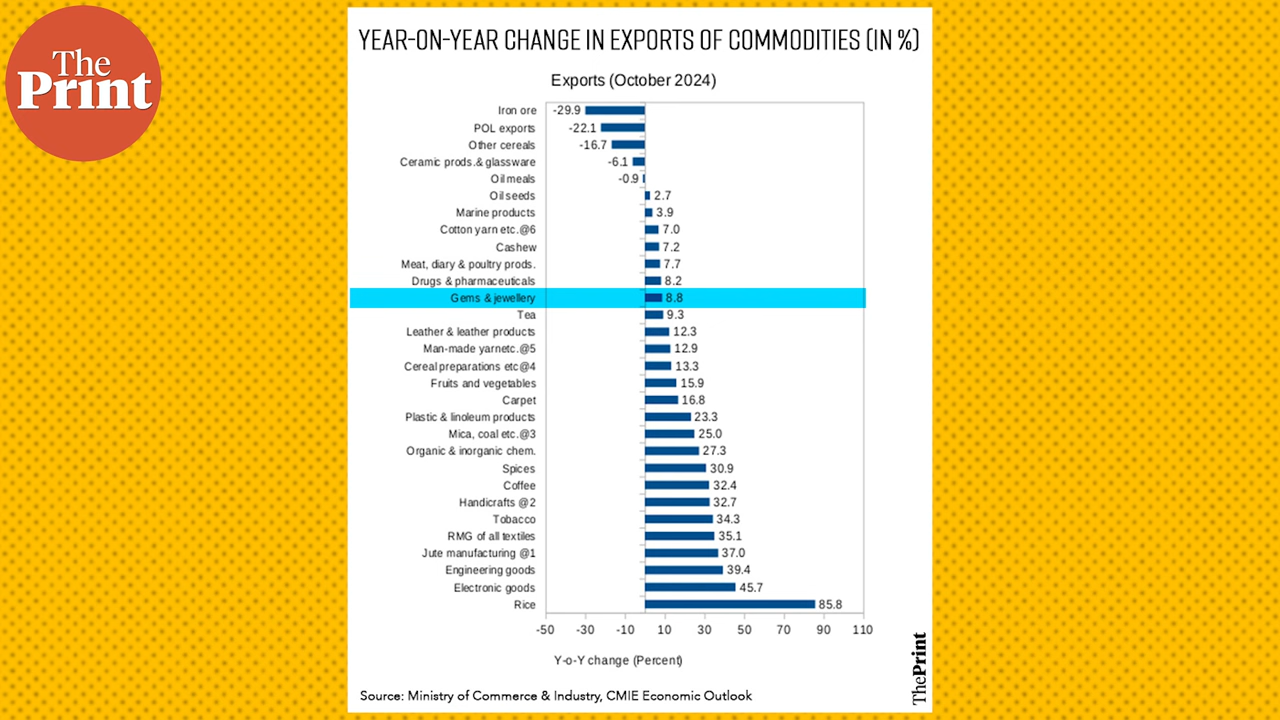 The
Print
YEAR-ON-YEAR CHANGE IN EXPORTS OF COMMODITIES (IN %)
Exports (October 2024)
Iron ore -29.9
POL exports -22.1
Other cereals -16.7
Ceramic prods.& glassware -6.1
Oil meals -0.9
Oil seeds 2.7
Marine products 3.9
Cotton yarn etc.@6 7.0
Cashew 7.2
Meat, diary & poultry prods. 7.7
Drugs & pharmaceuticals 8.2
Gems & jewellery 8.8
Tea 9.3
Leather & leather products 12.3
Man-made yarnetc.@5 12.9
Cereal preparations etc@4 13.3
Fruits and vegetables 15.9
Carpet 16.8
Plastic & linoleum products 23.3
Mica, coal etc.@3 25.0
Organic & inorganic chem. 27.3
Spices 30.9
Coffee 32.4
Handicrafts @2 32.7
Tobacco 34.3
RMG of all textiles 35.1
Jute manufacturing @1 37.0
Engineering goods 39.4
Electronic goods 45.7
Rice 85.8
-50 -30 -10 10 30 50 70 90 110
Y-o-Y change (Percent)
Source: Ministry of Commerce & Industry, CMIE Economic Outlook
ThePrint